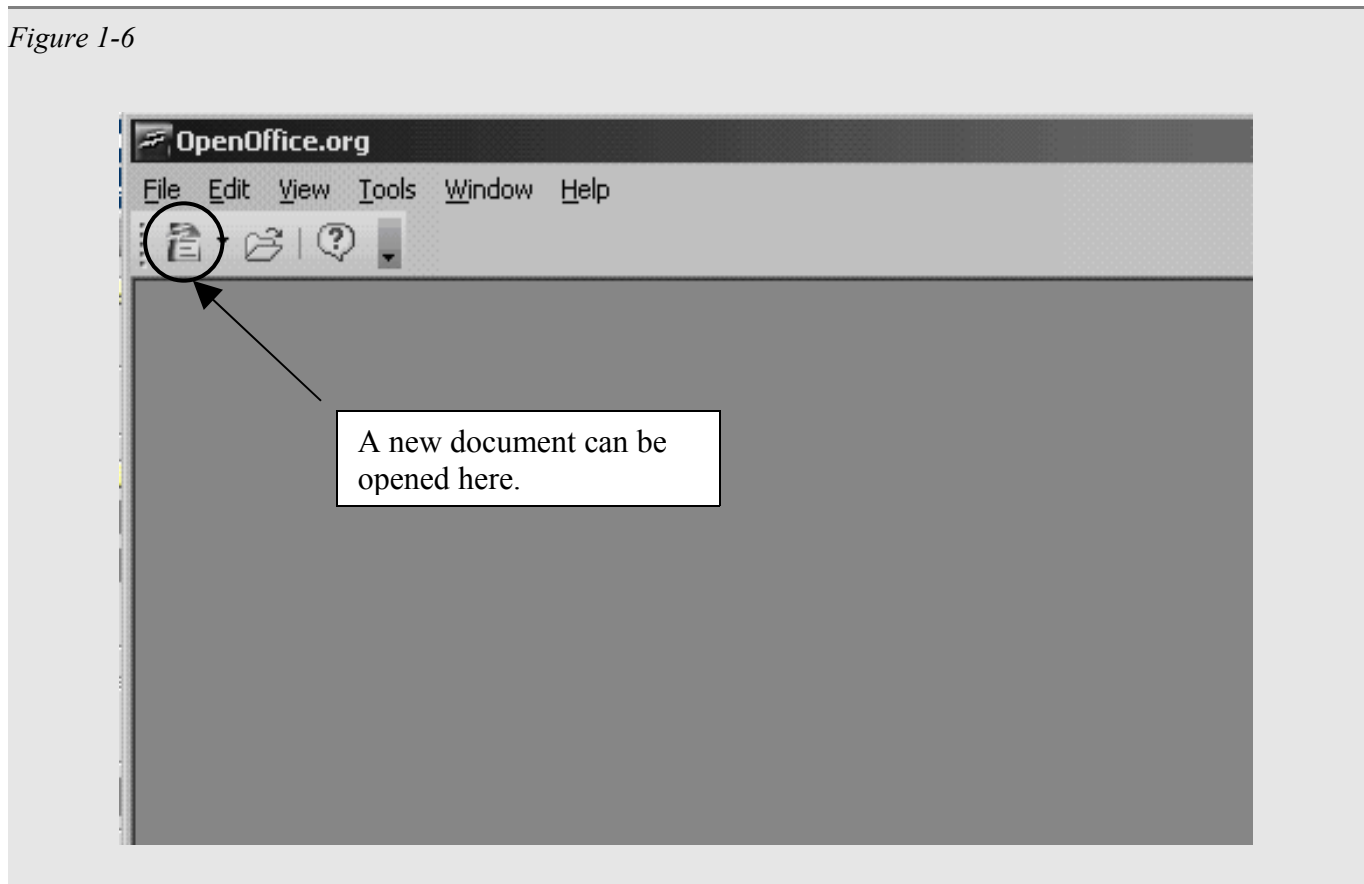 Figure 1-6
OpenOffice.org
File Edit View Tools Window Help
A new document can be
opened here.